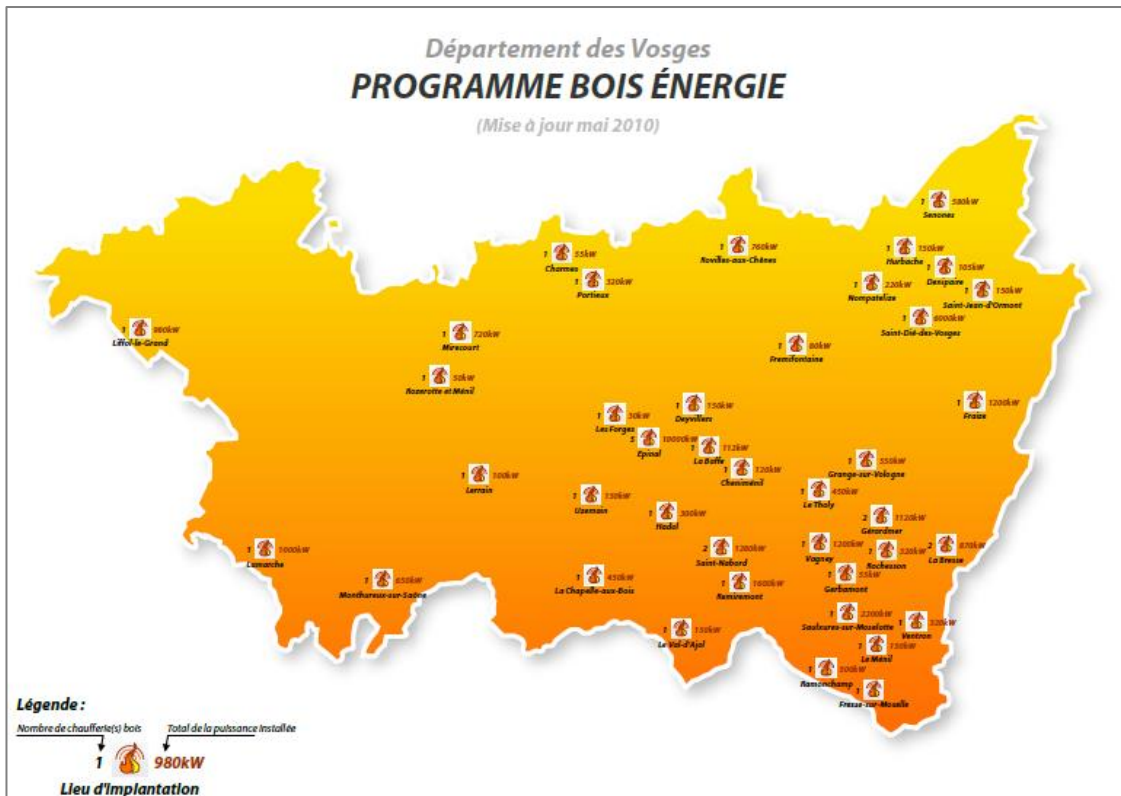 Département des Vosges
PROGRAMME BOIS ÉNERGIE
(Mise à jour mai 2010)
1 580kW
Senones
1 55kW
Charmes
1 760kW
Rovilles-aux-Chênes
1 150kW
Hurbache
1 105kW
Denipaire
1 320kW
Portieux
1 220kW
Nompatelize
1 150kW
Saint-Jean-d'Ormont
1 980kW
Liffol-le-Grand
1 720kW
Mirecourt
1 6000kW
Saint-Dié-des-Vosges
1 80kW
Fremifontaine
1 50kW
Rozerotte et Ménil
1 1200kW
Fraize
1 150kW
Deyvillers
1 30kW
Les Forges
10000kW
Epinal
1 112kW
La Baffe
1 120kW
Cheniménil
1 550kW
Grange-sur-Vologne
1 100kW
Lerrain
1 150kW
Uzemain
1 450kW
Le Tholy
1 300kW
Hadol
2 1120kW
Gérardmer
1 1000kW
Lamarche
2 1280kW
Saint-Nabord
1 1200kW
Vagney
1 320kW
Rochesson
2 870kW
La Bresse
1 650kW
Monthureux-sur-Saône
1 450kW
La Chapelle-aux-Bois
1 1600kW
Remiremont
1 55kW
Gerbamont
1 2200kW
Saulxures-sur-Moselotte
1 320kW
Ventron
1 150kW
Le Val-d'Ajol
1 150kW
Le Ménil
1 500kW
Ramonchamp
1
Fresse-sur-Moselle
Légende :
Nombre de chaufferie(s) bois Total de la puissance installée
1 980kW
Lieu d'implantation